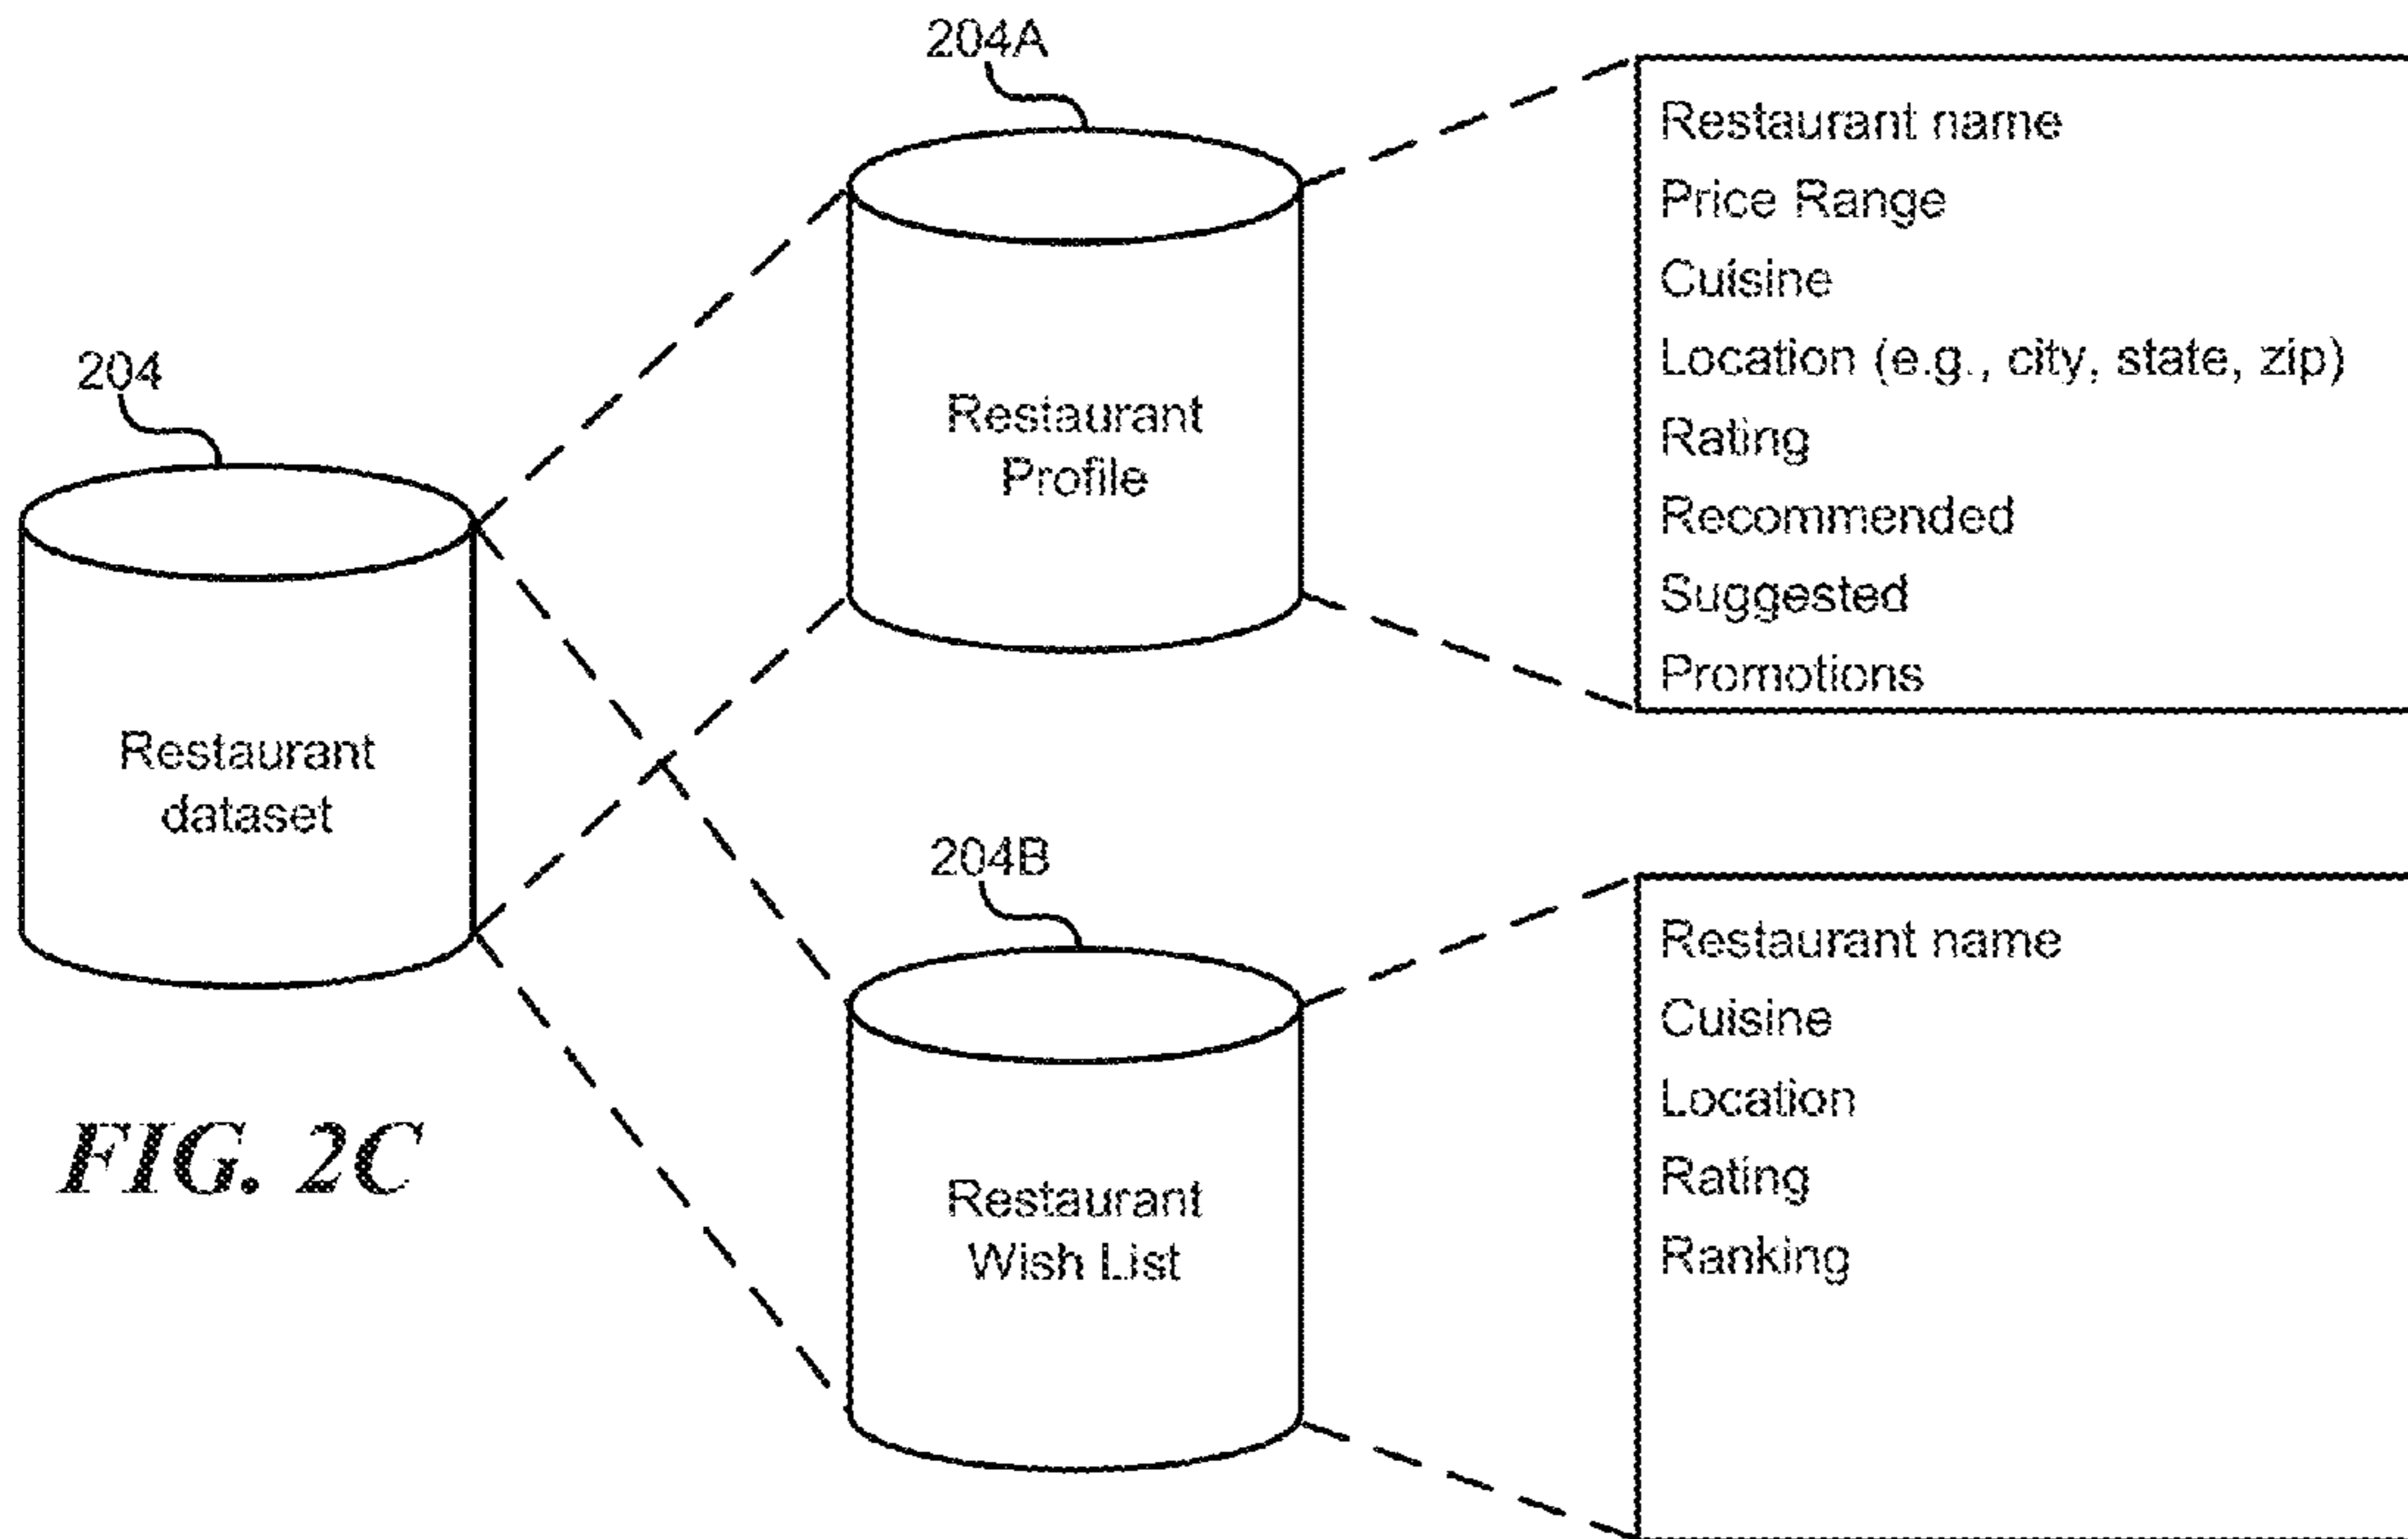 204A
Restaurant
Profile
Restaurant name
Price Range
Cuisine
Location (e.g., city, state, zip)
Rating
Recommended
Suggested
Promotions
204
Restaurant
dataset
204B
Restaurant
Wish List
Restaurant name
Cuisine
Location
Rating
Ranking
FIG. 2C